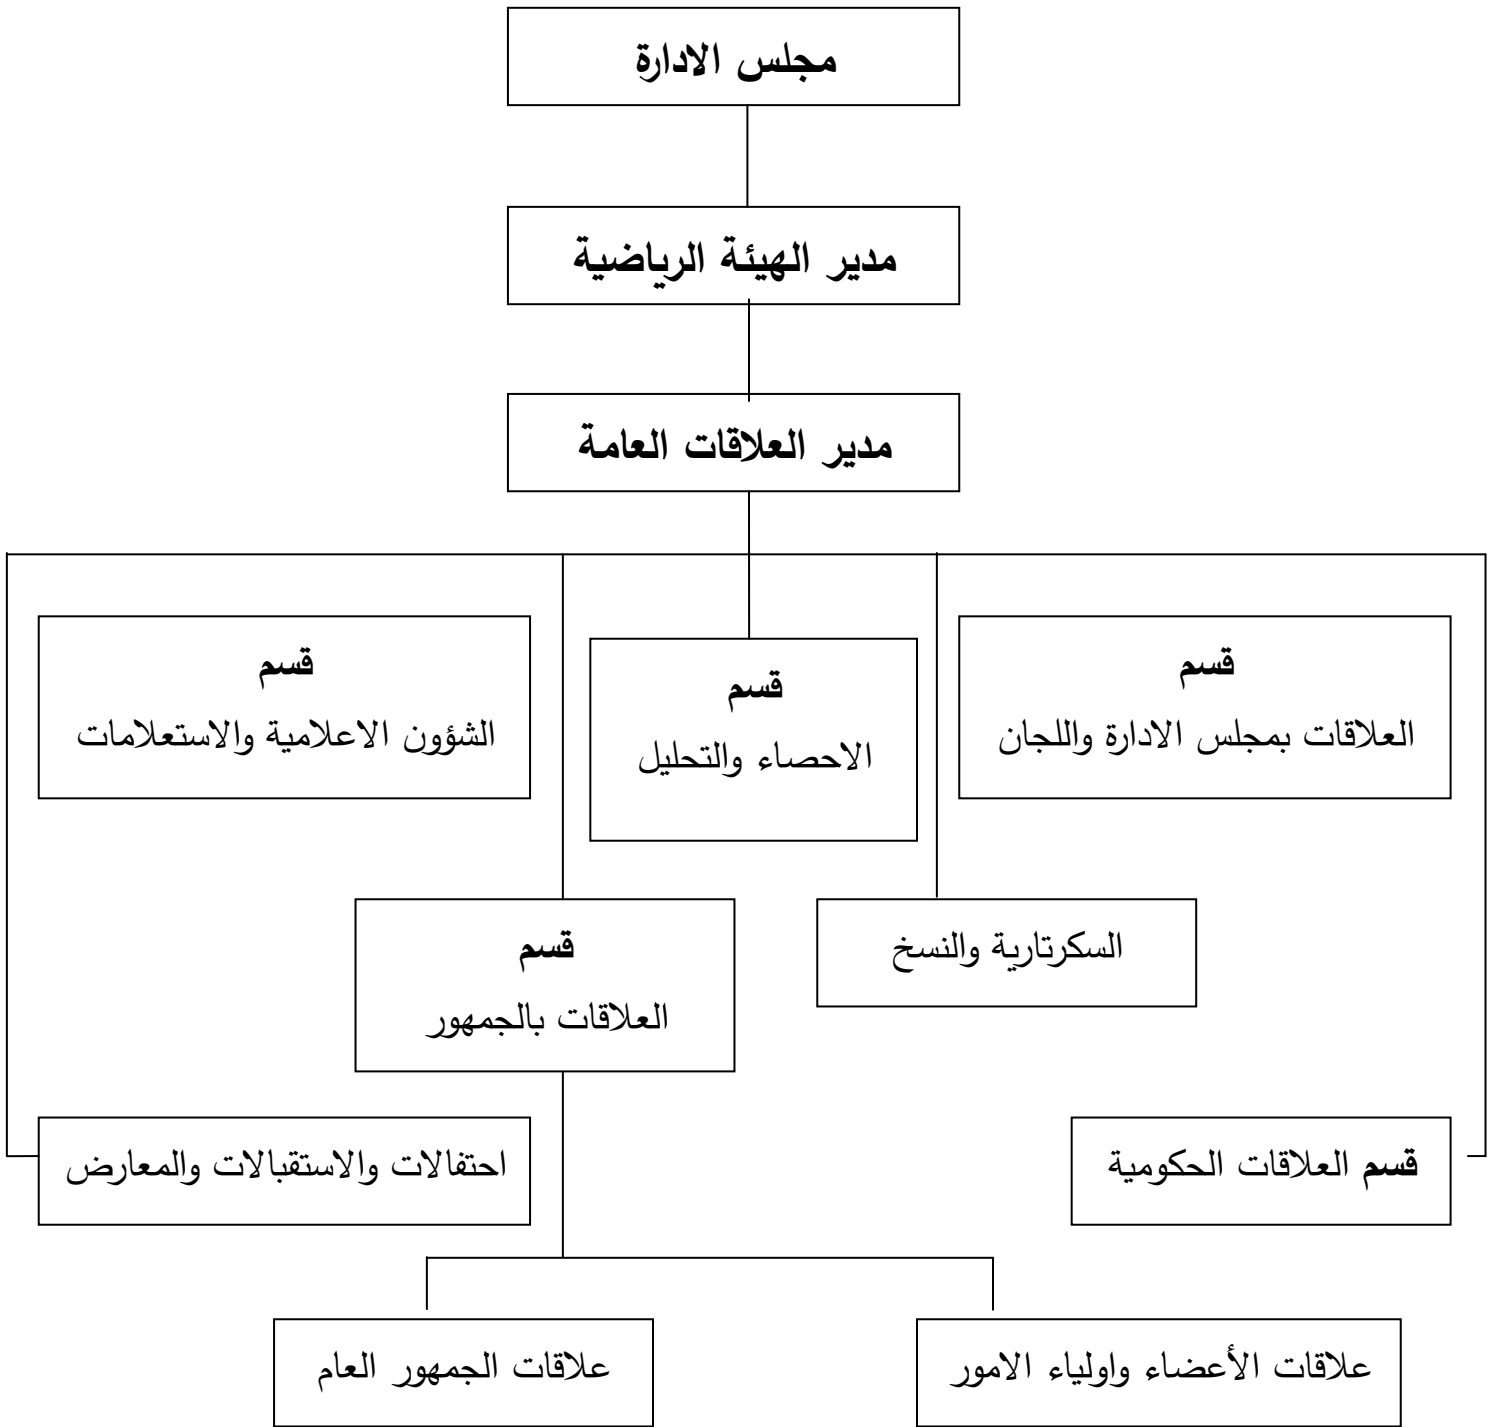 مجلس الادارة
مدير الهيئة الرياضية
مدير العلاقات العامة
قسم
العلاقات بمجلس الادارة واللجان
قسم
الاحصاء والتحليل
قسم
الشؤون الاعلامية والاستعلامات
السكرتارية والنسخ
قسم
العلاقات بالجمهور
قسم العلاقات الحكومية
احتفالات والاستقبالات والمعارض
علاقات الأعضاء واولياء الامور
علاقات الجمهور العام